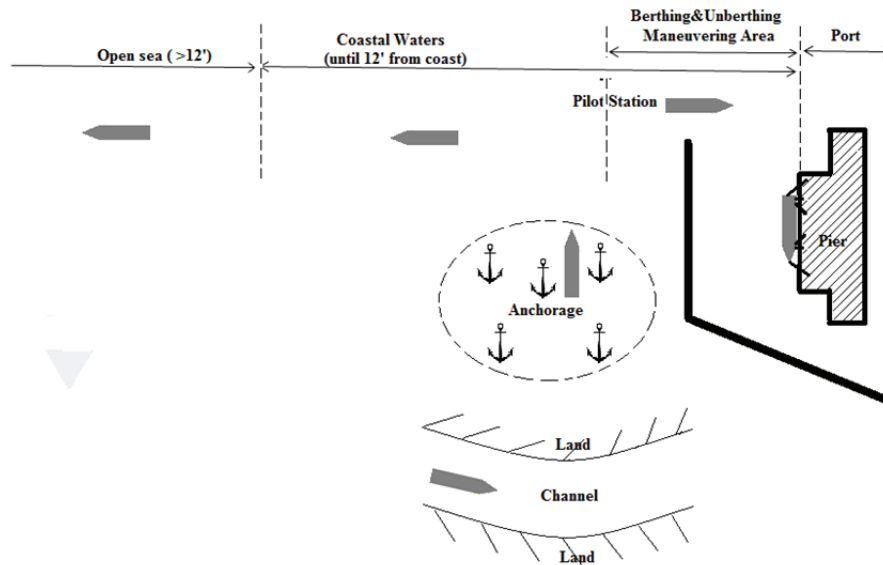 Berthing&Unberthing
Maneuvering Area
Port
Coastal Waters
(until 12' from coast)
Open sea ( >12')
Pilot Station
Pier
Anchorage
Land
Channel
Land